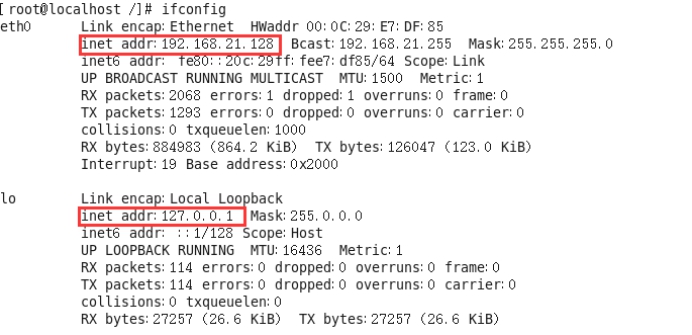 [root@localhost /]# ifconfig
eth0 Link encap:Ethernet HWaddr 00:0C:29:E7:DF:85
inet addr:192.168.21.128 Bcast:192.168.21.255 Mask:255.255.255.0
inet6 addr: fe80::20c:29ff:fee7:df85/64 Scope:Link
UP BROADCAST RUNNING MULTICAST MTU:1500 Metric:1
RX packets:2068 errors:1 dropped:1 overruns:0 frame:0
TX packets:1293 errors:0 dropped:0 overruns:0 carrier:0
collisions:0 txqueuelen:1000
RX bytes:884983 (864.2 KiB) TX bytes:126047 (123.0 KiB)
Interrupt:19 Base address:0x2000
lo Link encap:Local Loopback
inet addr:127.0.0.1 Mask:255.0.0.0
inet6 addr: ::1/128 Scope:Host
UP LOOPBACK RUNNING MTU:16436 Metric:1
RX packets:114 errors:0 dropped:0 overruns:0 frame:0
TX packets:114 errors:0 dropped:0 overruns:0 carrier:0
collisions:0 txqueuelen:0
RX bytes:27257 (26.6 KiB) TX bytes:27257 (26.6 KiB)